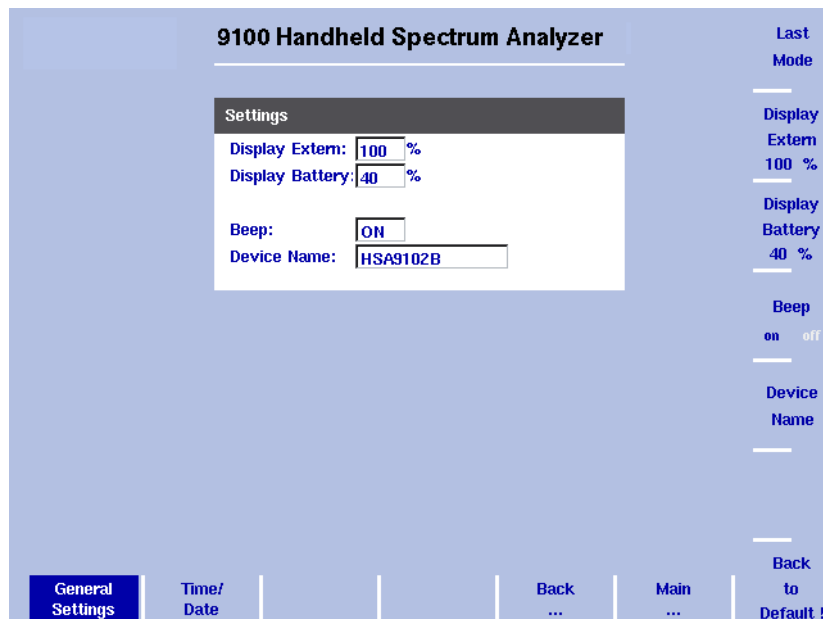 9100 Handheld Spectrum Analyzer
Settings
Display Extern: 100 %
Display Battery: 40 %
Beep: ON
Device Name: HSA9102B
Last
Mode
Display
Extern
100 %
Display
Battery
40 %
Beep
on off
Device
Name
Back
to
Default !
General
Settings
Time/
Date
Back
...
Main
...